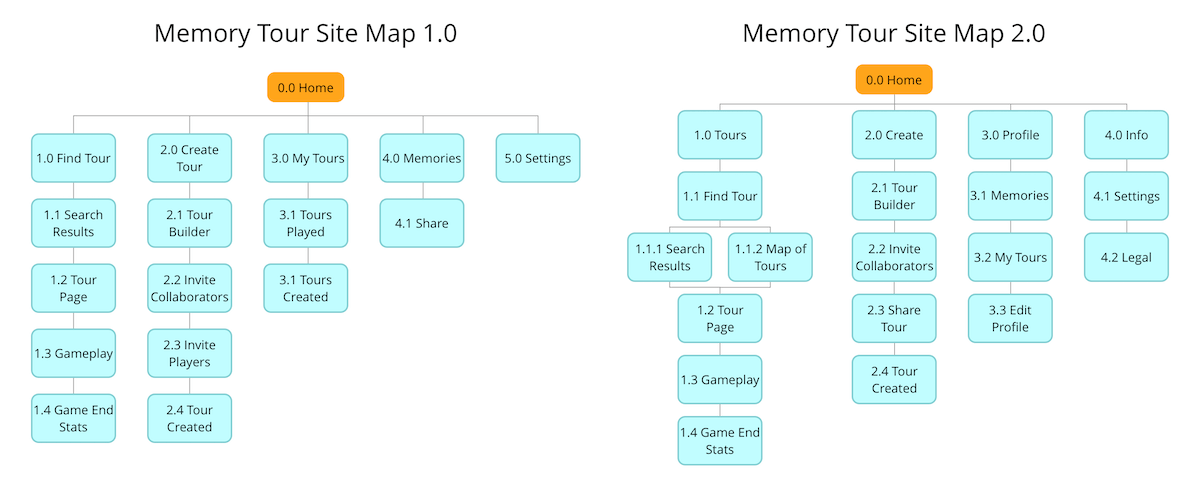 Memory Tour Site Map 1.0
0.0 Home
1.0 Find Tour
1.1 Search
Results
1.2 Tour
Page
1.3 Gameplay
1.4 Game End
Stats
2.0 Create
Tour
2.1 Tour
Builder
2.2 Invite
Collaborators
2.3 Invite
Players
2.4 Tour
Created
3.0 My Tours
3.1 Tours
Played
3.1 Tours
Created
4.0 Memories
4.1 Share
5.0 Settings
Memory Tour Site Map 2.0
0.0 Home
1.0 Tours
1.1 Find Tour
1.1.1 Search
Results
1.1.2 Map of
Tours
1.2 Tour
Page
1.3 Gameplay
1.4 Game End
Stats
2.0 Create
2.1 Tour
Builder
2.2 Invite
Collaborators
2.3 Share
Tour
2.4 Tour
Created
3.0 Profile
3.1 Memories
3.2 My Tours
3.3 Edit
Profile
4.0 Info
4.1 Settings
4.2 Legal